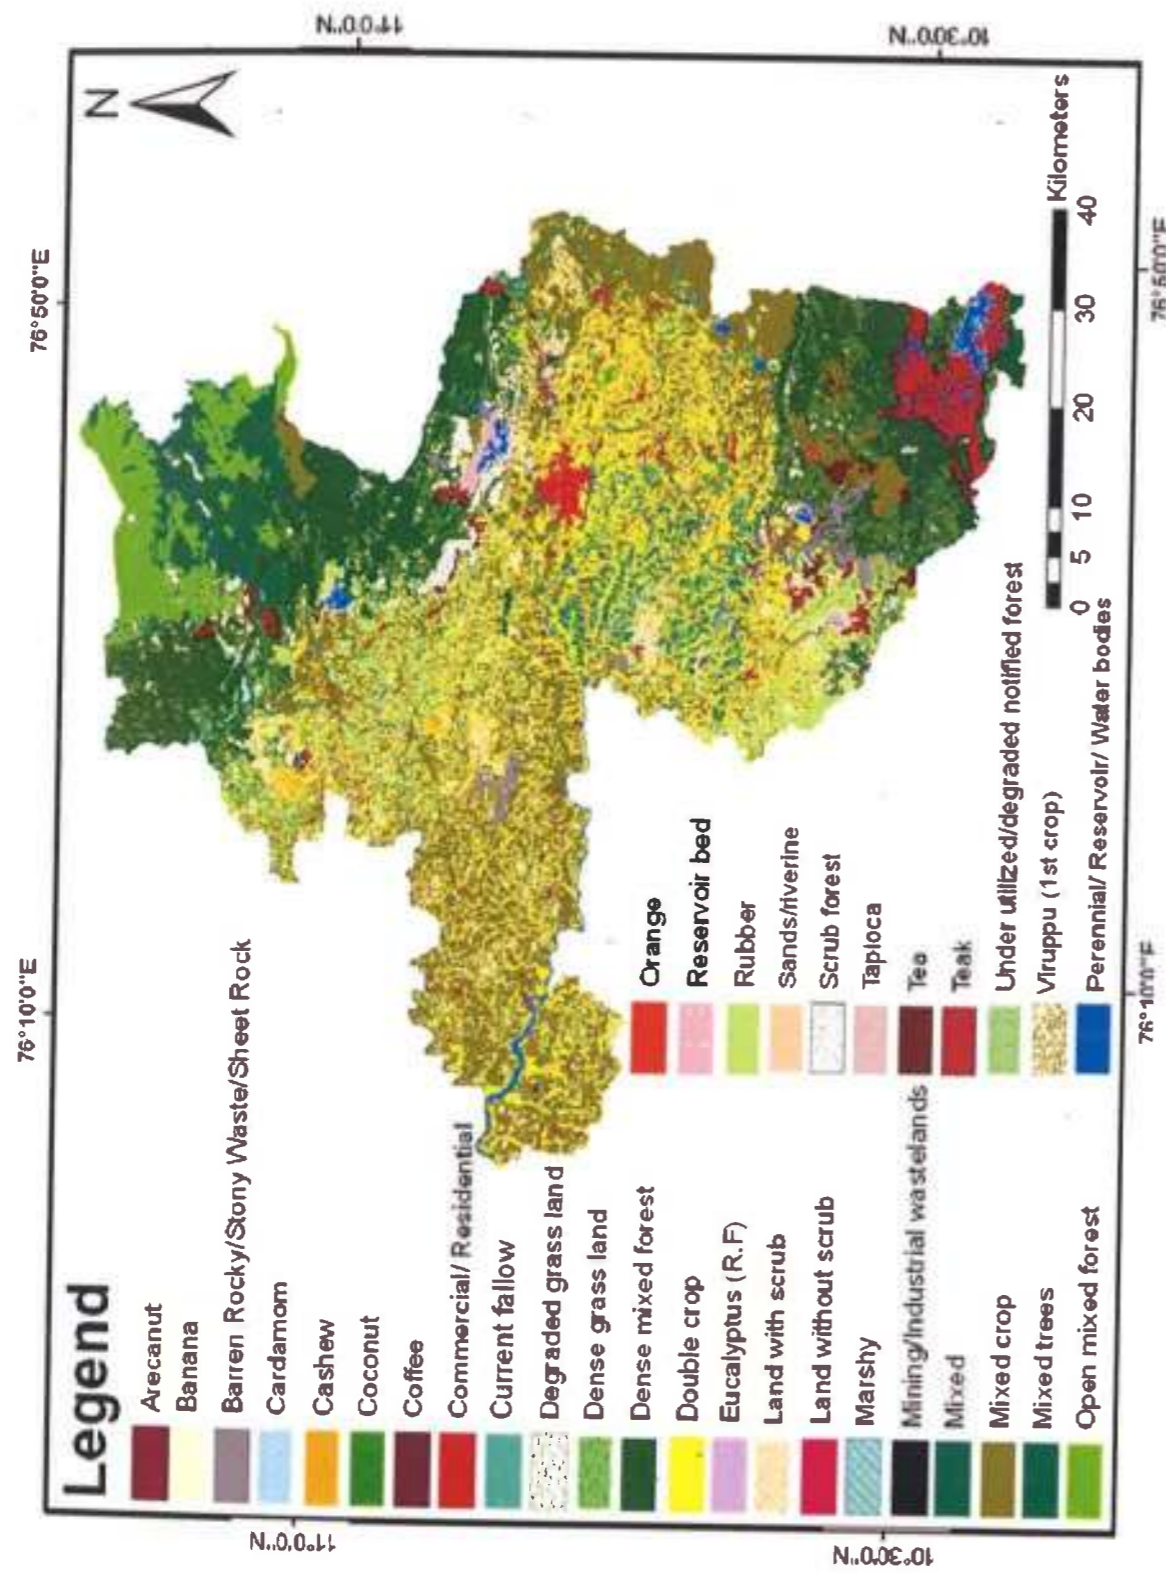 11°0'0"N
10°30'0"N
N
76°50'0"E
76°10'0"E
Kilometers
0 5 10 20 30 40
Legend
Arecanut
Banana
Barren Rocky/Stony Waste/Sheet Rock
Cardamom
Cashew
Coconut
Coffee
Commercial/ Residential
Current fallow
Degraded grass land
Dense grass land
Dense mixed forest
Double crop
Eucalyptus (R.F)
Land with scrub
Land without scrub
Marshy
Mining/Industrial wastelands
Mixed
Mixed crop
Mixed trees
Open mixed forest
Orange
Reservoir bed
Rubber
Sands/riverine
Scrub forest
Tapioca
Tea
Teak
Under utilized/degraded notified forest
Viruppu (1st crop)
Perennial/ Reservoir/ Water bodies
11°0'0"N
10°30'0"N
76°10'0"E
76°50'0"E